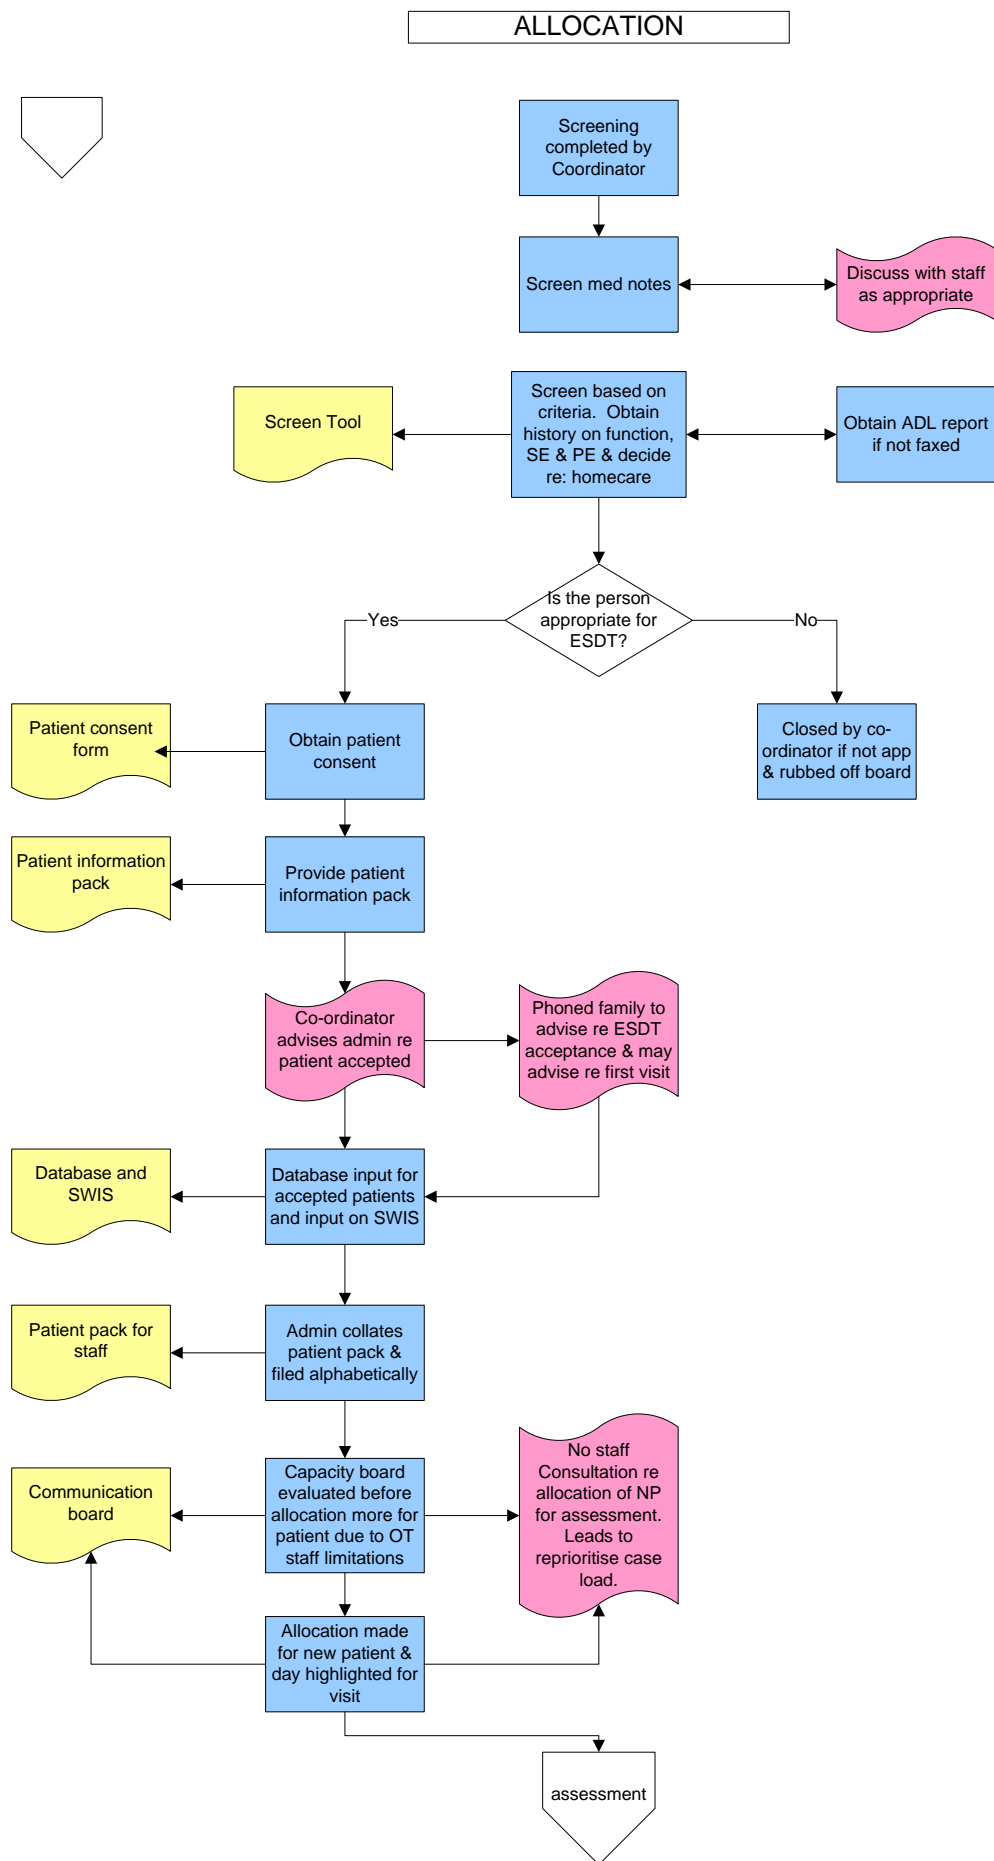 ALLOCATION
Screening
completed by
Coordinator
Screen med notes
Discuss with staff
as appropriate
Screen Tool
Screen based on
criteria.  Obtain
history on function,
SE & PE & decide
re: homecare
Obtain ADL report
if not faxed
Is the person
appropriate for
ESDT?
Yes
No
Patient consent
form
Obtain patient
consent
Closed by co-
ordinator if not app
& rubbed off board
Patient information
pack
Provide patient
information pack
Co-ordinator
advises admin re
patient accepted
Phoned family to
advise re ESDT
acceptance & may
advise re first visit
Database and
SWIS
Database input for
accepted patients
and input on SWIS
Patient pack for
staff
Admin collates
patient pack &
filed alphabetically
Communication
board
Capacity board
evaluated before
allocation more for
patient due to OT
staff limitations
No staff
Consultation re
allocation of NP
for assessment.
Leads to
reprioritise case
load.
Allocation made
for new patient &
day highlighted for
visit
assessment